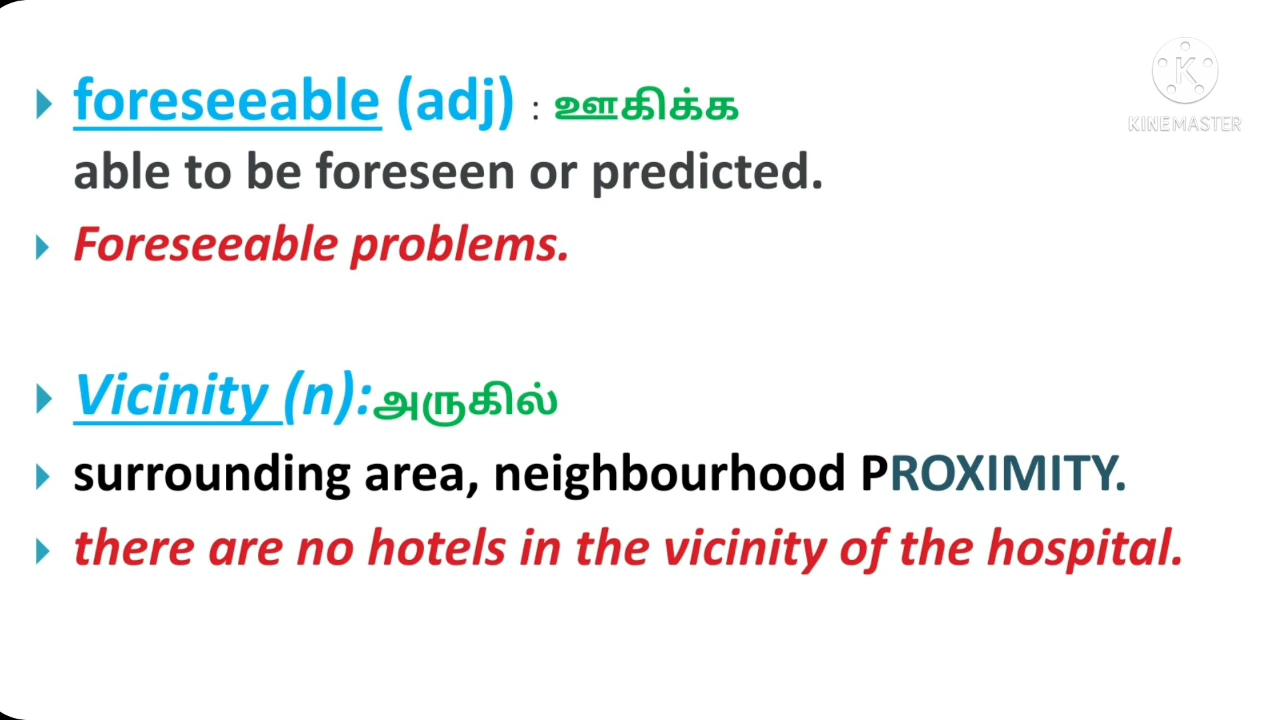 foreseeable (adj) : ஊகிக்க
KINEMASTER
able to be foreseen or predicted.
Foreseeable problems.
Vicinity (n):அருகில்
surrounding area, neighbourhood PROXIMITY.
there are no hotels in the vicinity of the hospital.